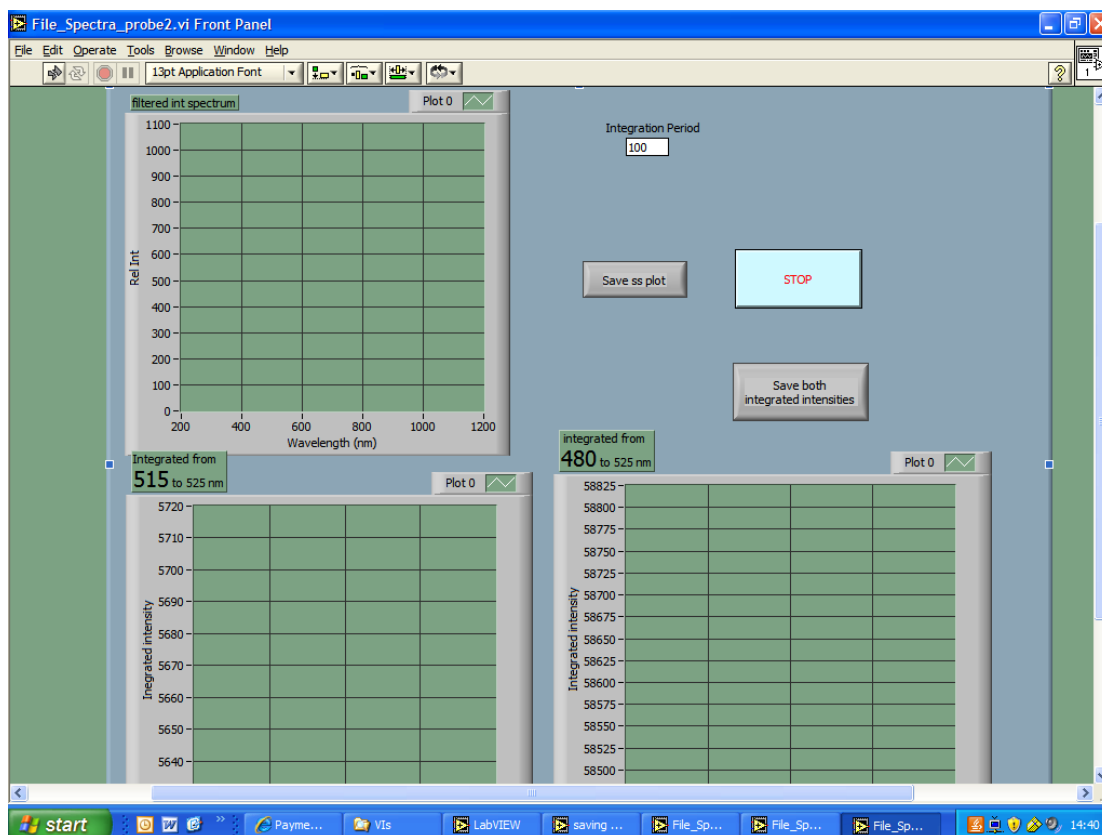 File_Spectra_probe2.vi Front Panel
File Edit Operate Tools Browse Window Help
13pt Application Font
1
filtered int spectrum
Plot 0
1100
1000
900
800
700
600
500
400
300
200
100
0
Rel Int
200 400 600 800 1000 1200
Wavelength (nm)
Integration Period
100
Save ss plot
STOP
Save both
integrated intensities
Integrated from
515 to 525 nm
Plot 0
5720
5710
5700
5690
5680
5670
5660
5650
5640
Inegrated intensity
integrated from
480 to 525 nm
Plot 0
58825
58800
58775
58750
58725
58700
58675
58650
58625
58600
58575
58550
58525
58500
Integrated intensity
start
Payme...
VIs
LabVIEW
saving ...
File_Sp...
File_Sp...
File_Sp...
14:40